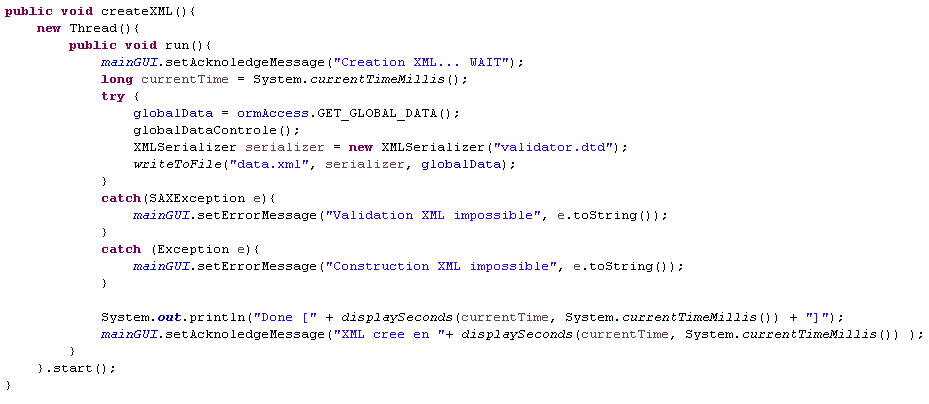 public void createXML(){
    new Thread(){
        public void run(){
            mainGUI.setAcknoledgeMessage("Creation XML... WAIT");
            long currentTime = System.currentTimeMillis();
            try {
                globalData = ormAccess.GET_GLOBAL_DATA();
                globalDataControle();
                XMLSerializer serializer = new XMLSerializer("validator.dtd");
                writeToFile("data.xml", serializer, globalData);
            }
            catch(SAXException e){
                mainGUI.setErrorMessage("Validation XML impossible", e.toString());
            }
            catch (Exception e){
                mainGUI.setErrorMessage("Construction XML impossible", e.toString());
            }

            System.out.println("Done [" + displaySeconds(currentTime, System.currentTimeMillis()) + "]");
            mainGUI.setAcknoledgeMessage("XML cree en "+ displaySeconds(currentTime, System.currentTimeMillis()) );
        }
    }.start();
}